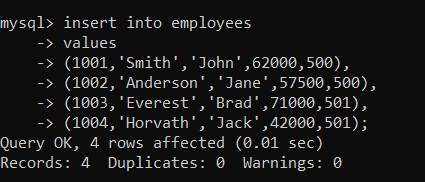 mysql> insert into employees
    -> values
    -> (1001,'Smith','John',62000,500),
    -> (1002,'Anderson','Jane',57500,500),
    -> (1003,'Everest','Brad',71000,501),
    -> (1004,'Horvath','Jack',42000,501);
Query OK, 4 rows affected (0.01 sec)
Records: 4  Duplicates: 0  Warnings: 0